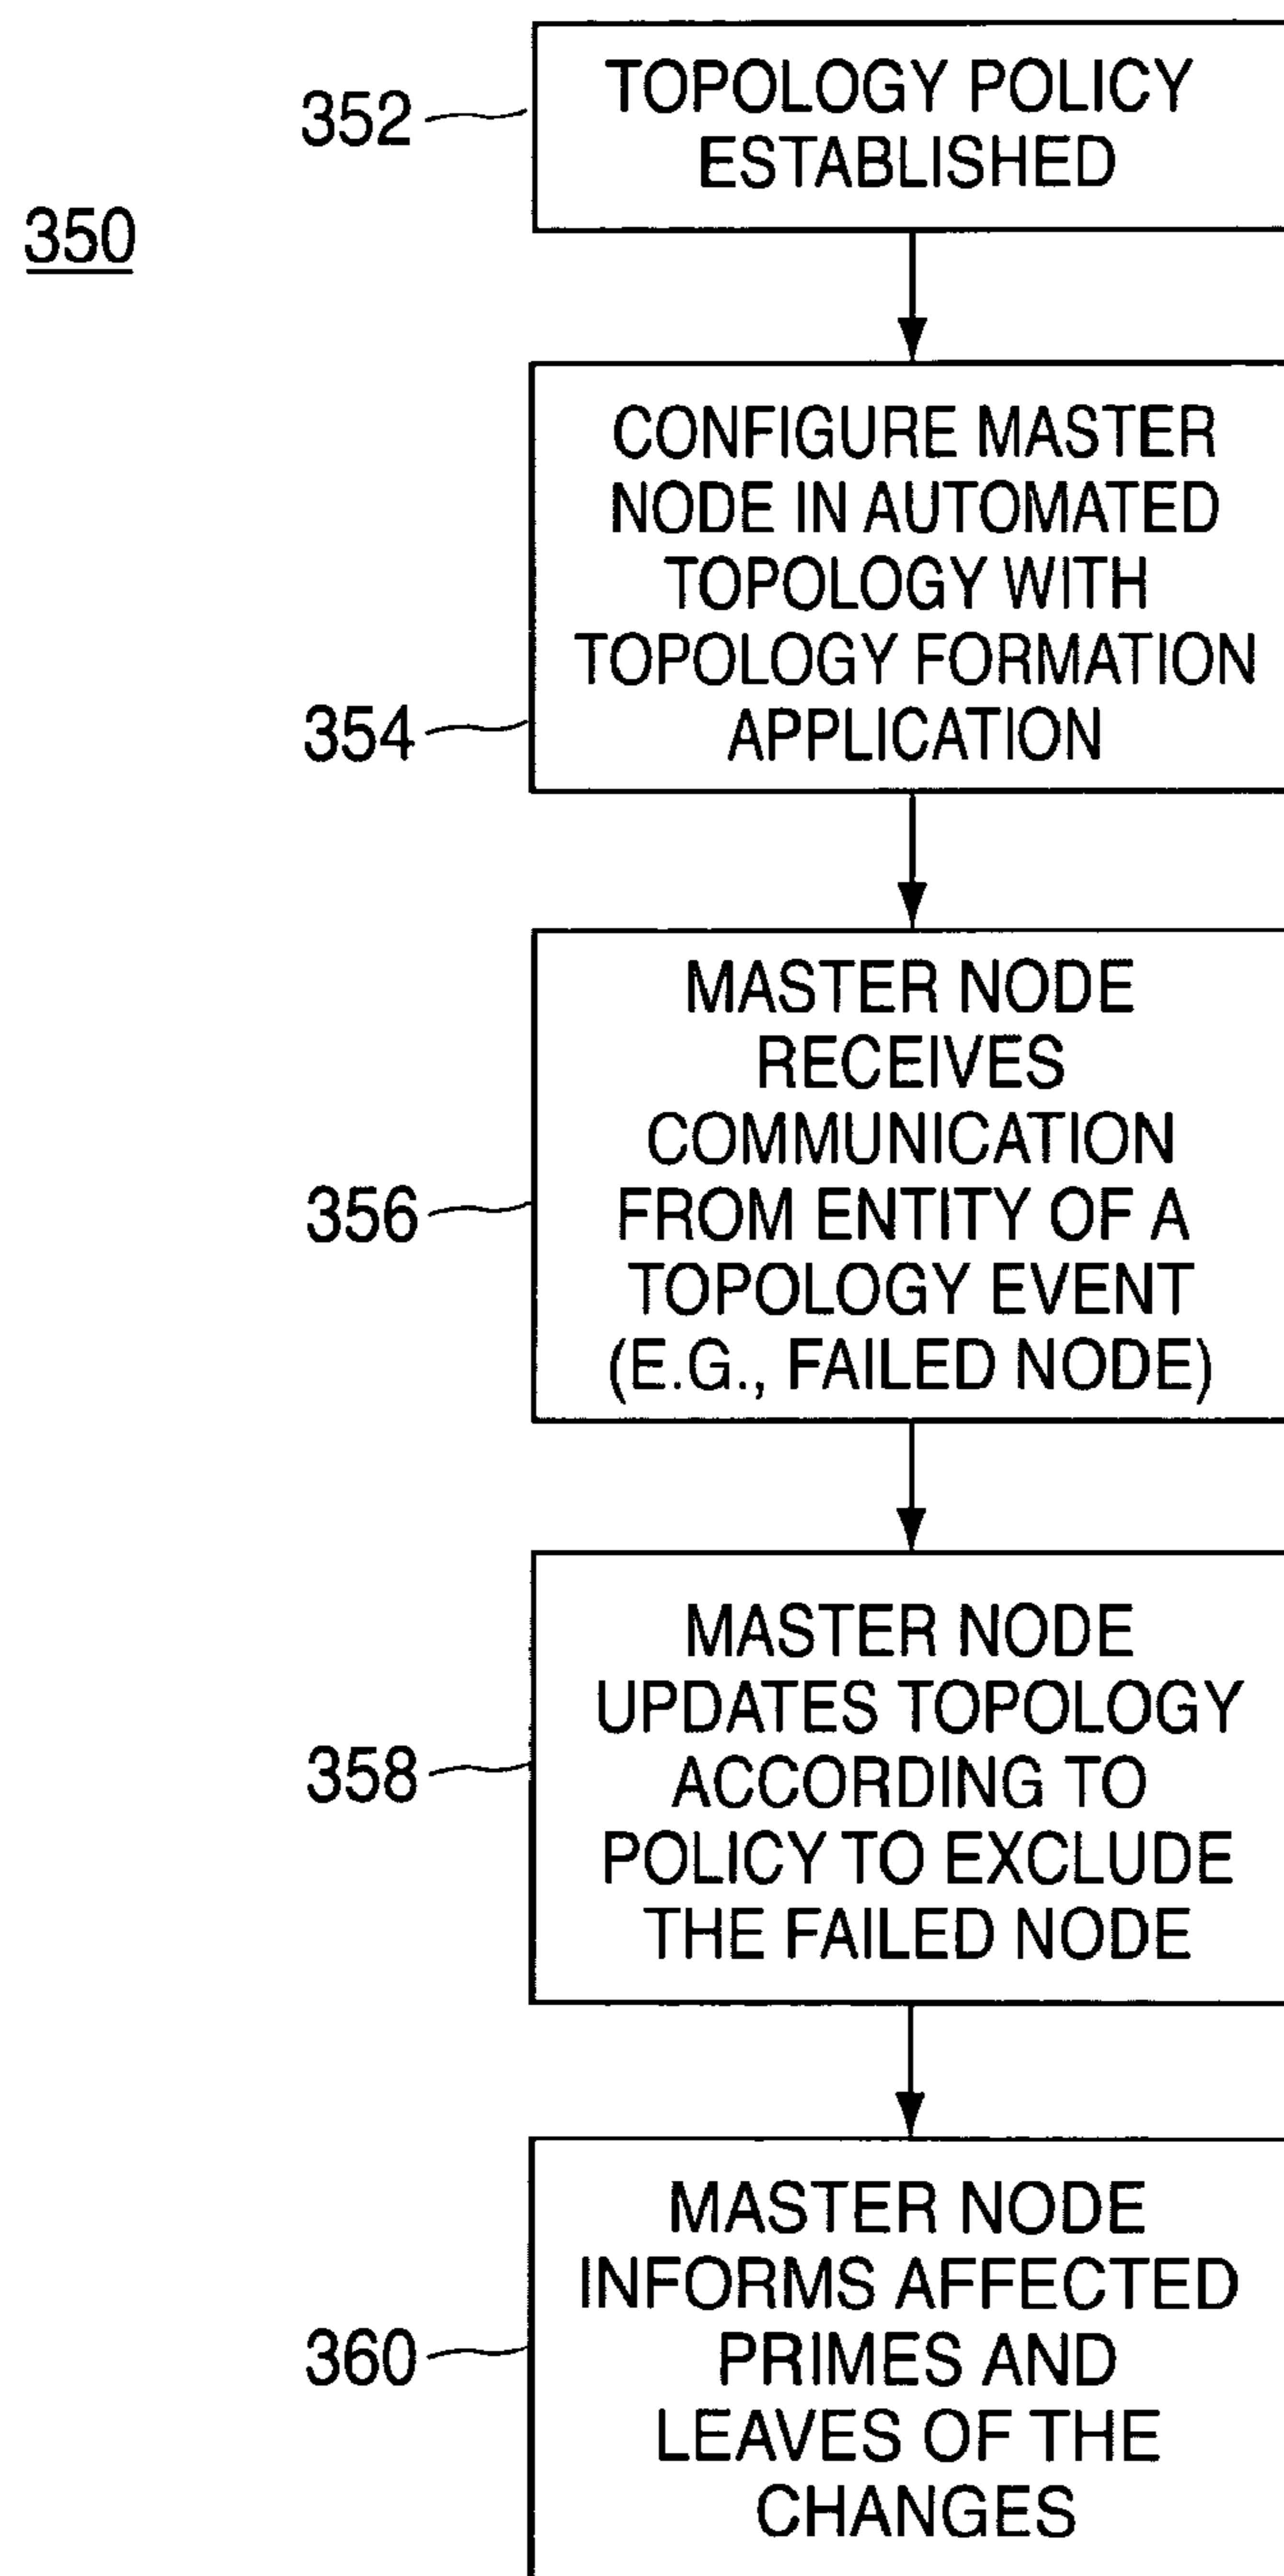 350
352
TOPOLOGY POLICY
ESTABLISHED
354
CONFIGURE MASTER
NODE IN AUTOMATED
TOPOLOGY WITH
TOPOLOGY FORMATION
APPLICATION
356
MASTER NODE
RECEIVES
COMMUNICATION
FROM ENTITY OF A
TOPOLOGY EVENT
(E.G., FAILED NODE)
358
MASTER NODE
UPDATES TOPOLOGY
ACCORDING TO
POLICY TO EXCLUDE
THE FAILED NODE
360
MASTER NODE
INFORMS AFFECTED
PRIMES AND
LEAVES OF THE
CHANGES